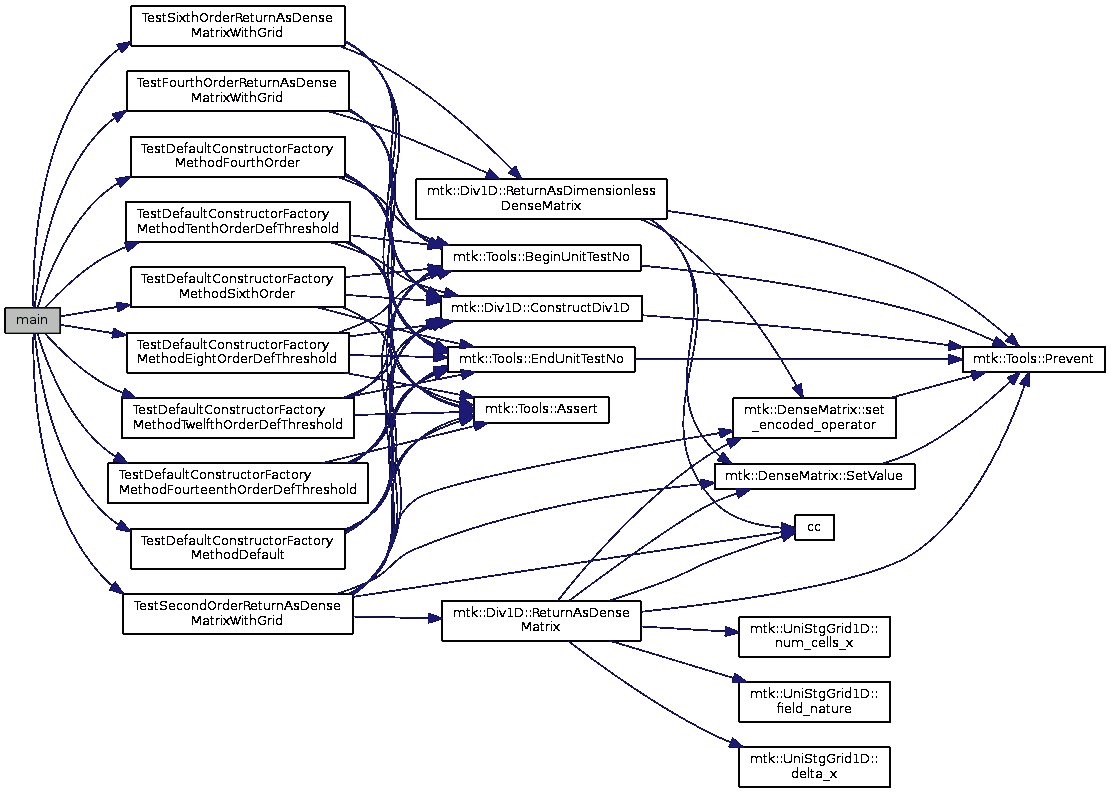 main
TestSixthOrderReturnAsDense
MatrixWithGrid
TestFourthOrderReturnAsDense
MatrixWithGrid
TestDefaultConstructorFactory
MethodFourthOrder
TestDefaultConstructorFactory
MethodTenthOrderDefThreshold
TestDefaultConstructorFactory
MethodSixthOrder
TestDefaultConstructorFactory
MethodEightOrderDefThreshold
TestDefaultConstructorFactory
MethodTwelfthOrderDefThreshold
TestDefaultConstructorFactory
MethodFourteenthOrderDefThreshold
TestDefaultConstructorFactory
MethodDefault
TestSecondOrderReturnAsDense
MatrixWithGrid
mtk::Div1D::ReturnAsDimensionless
DenseMatrix
mtk::Tools::BeginUnitTestNo
mtk::Div1D::ConstructDiv1D
mtk::Tools::EndUnitTestNo
mtk::Tools::Assert
mtk::Div1D::ReturnAsDense
Matrix
mtk::DenseMatrix::set
_encoded_operator
mtk::DenseMatrix::SetValue
cc
mtk::UniStgGrid1D::
num_cells_x
mtk::UniStgGrid1D::
field_nature
mtk::UniStgGrid1D::
delta_x
mtk::Tools::Prevent